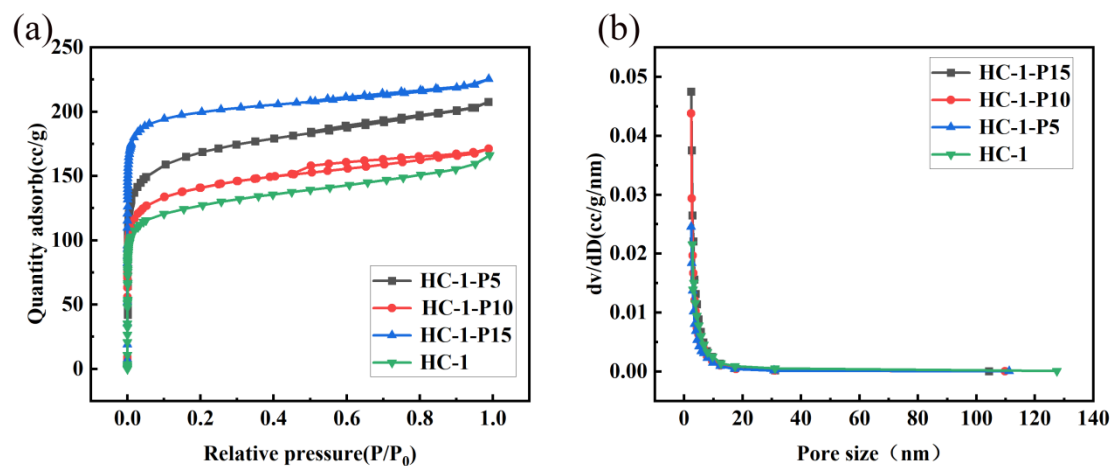 (a)
250
200
150
100
50
0
Quantity adsorb(cc/g)
HC-1-P5
HC-1-P10
HC-1-P15
HC-1
0.0 0.2 0.4 0.6 0.8 1.0
Relative pressure(P/P0)
(b)
0.05
0.04
0.03
0.02
0.01
0.00
dv/dD(cc/g/nm)
HC-1-P15
HC-1-P10
HC-1-P5
HC-1
0 20 40 60 80 100 120 140
Pore size（nm）